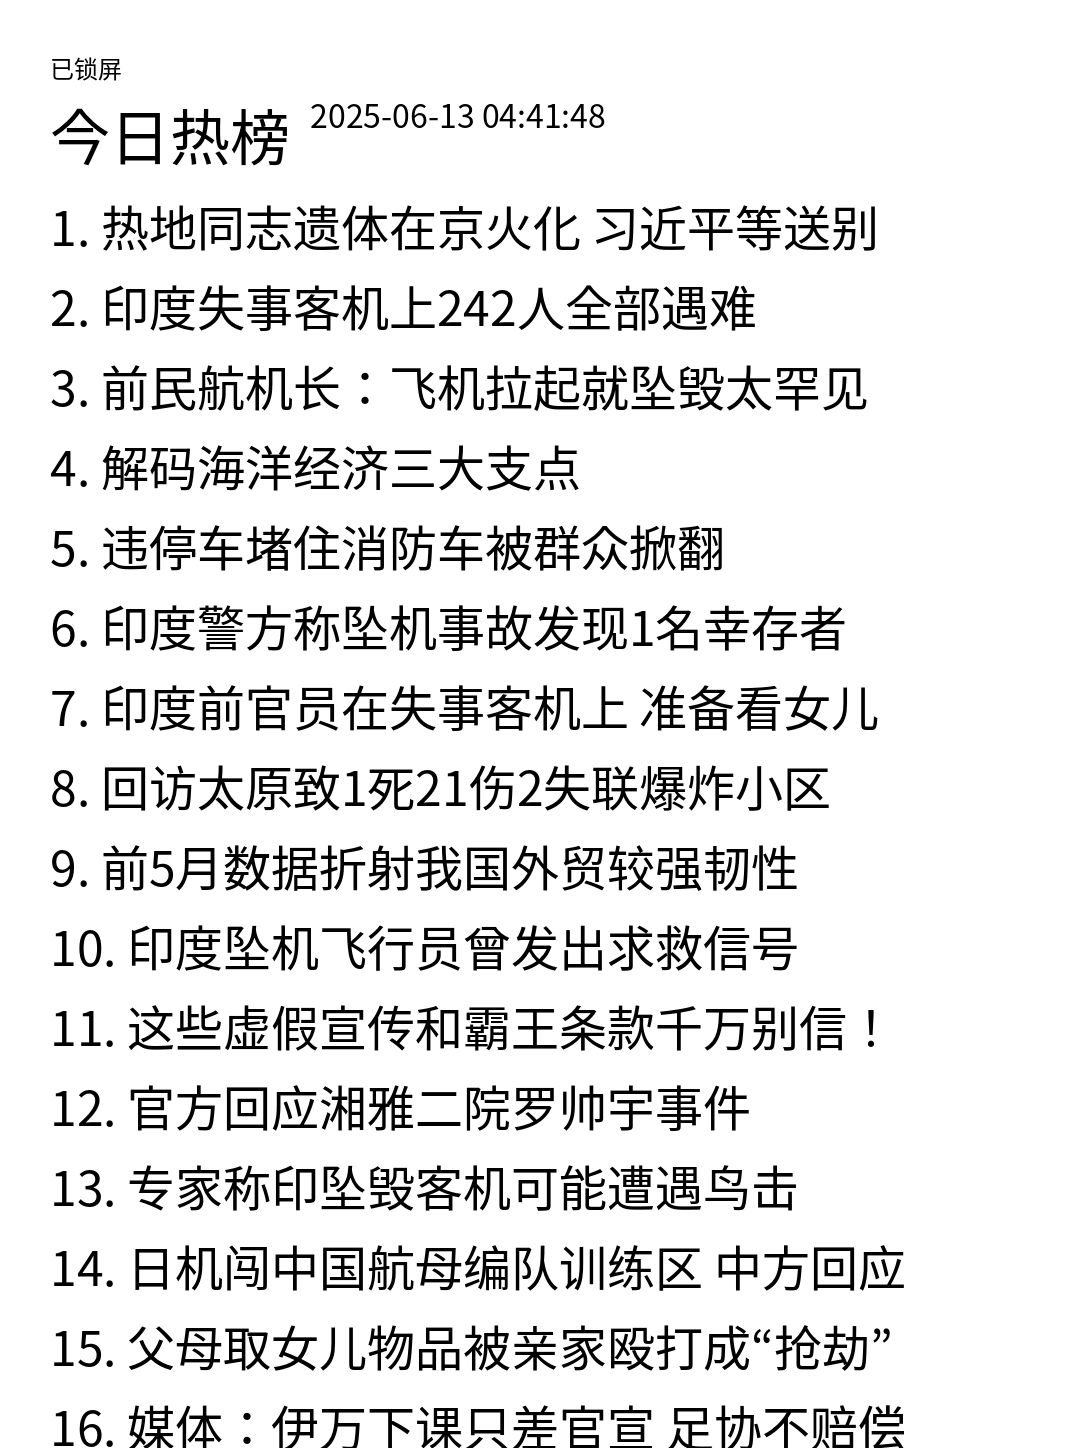 已锁屏
今日热榜 2025-06-13 04:41:48
1. 热地同志遗体在京火化 习近平等送别
2. 印度失事客机上242人全部遇难
3. 前民航机长：飞机拉起就坠毁太罕见
4. 解码海洋经济三大支点
5. 违停车堵住消防车被群众掀翻
6. 印度警方称坠机事故发现1名幸存者
7. 印度前官员在失事客机上 准备看女儿
8. 回访太原致1死21伤2失联爆炸小区
9. 前5月数据折射我国外贸较强韧性
10. 印度坠机飞行员曾发出求救信号
11. 这些虚假宣传和霸王条款千万别信！
12. 官方回应湘雅二院罗帅宇事件
13. 专家称印坠毁客机可能遭遇鸟击
14. 日机闯中国航母编队训练区 中方回应
15. 父母取女儿物品被亲家殴打成“抢劫”
16. 媒体：伊万下课只差官宣 足协不赔偿